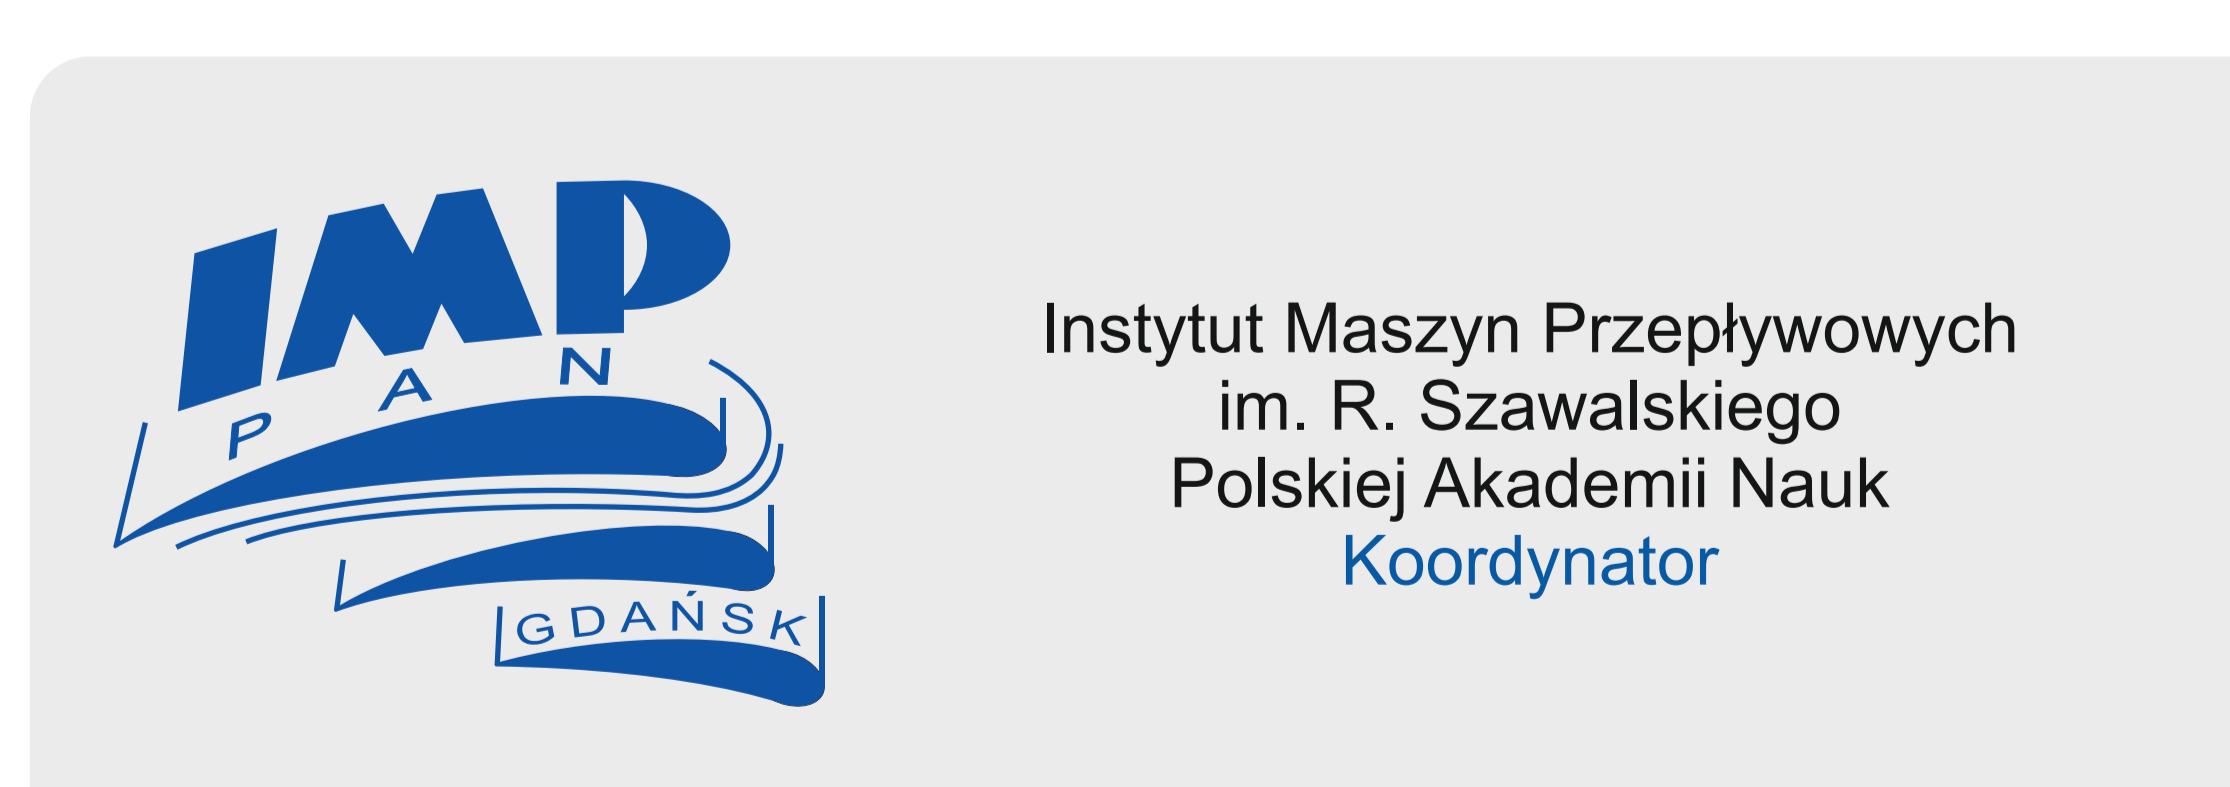 IMP
PAN
GDAŃSK
Instytut Maszyn Przepływowych
im. R. Szawalskiego
Polskiej Akademii Nauk
Koordynator